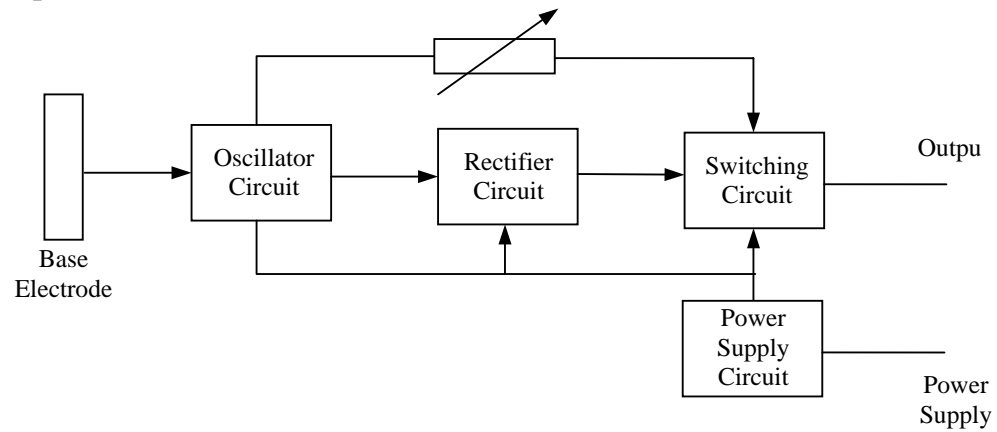 Oscillator
Circuit
Rectifier
Circuit
Switching
Circuit
Outpu
Base
Electrode
Power
Supply
Circuit
Power
Supply